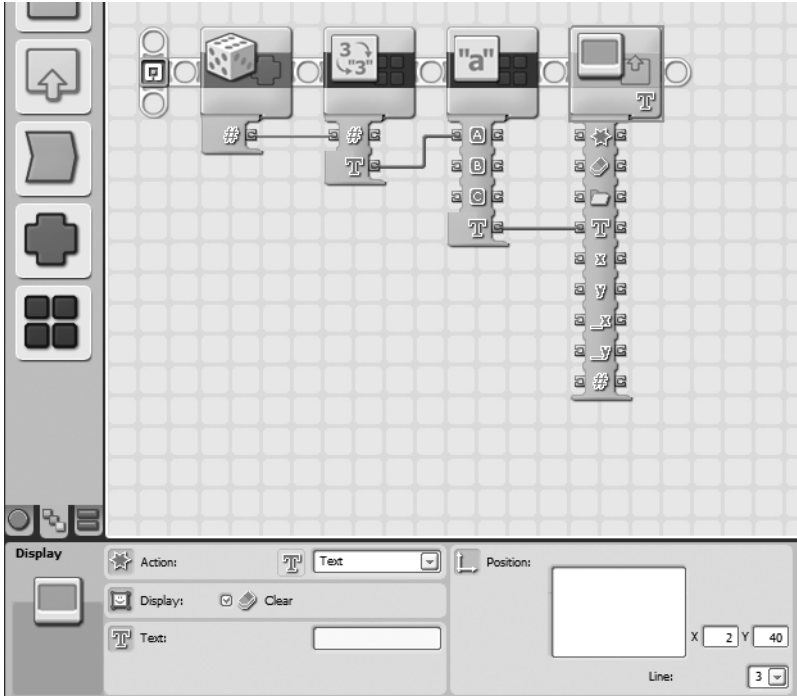 3
"3"
"a"
T
# #
T
A
B
C
T T
x
y
_x
_y
#
Display
Action: T Text
Display: Clear
T Text:
Position:
X 2 Y 40
Line: 3